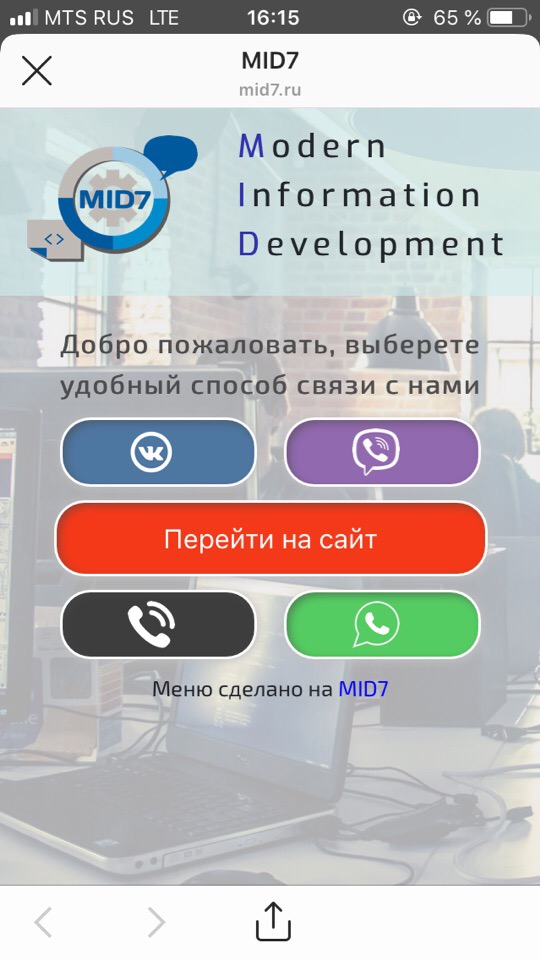 MTS RUS LTE 16:15 65 %
MID7
mid7.ru
MID7
<>
Modern
Information
Development
Добро пожаловать, выберете
удобный способ связи с нами
Перейти на сайт
Меню сделано на MID7